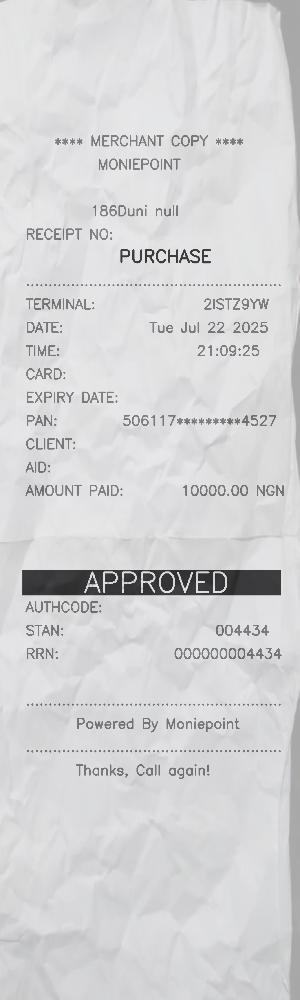 **** MERCHANT COPY ****
MONIEPOINT
186Duni null
RECEIPT NO:
PURCHASE
TERMINAL: 2ISTZ9YW
DATE: Tue Jul 22 2025
TIME: 21:09:25
CARD:
EXPIRY DATE:
PAN: 506117*********4527
CLIENT:
AID:
AMOUNT PAID: 10000.00 NGN
APPROVED
AUTHCODE:
STAN: 004434
RRN: 000000004434
Powered By Moniepoint
Thanks, Call again!